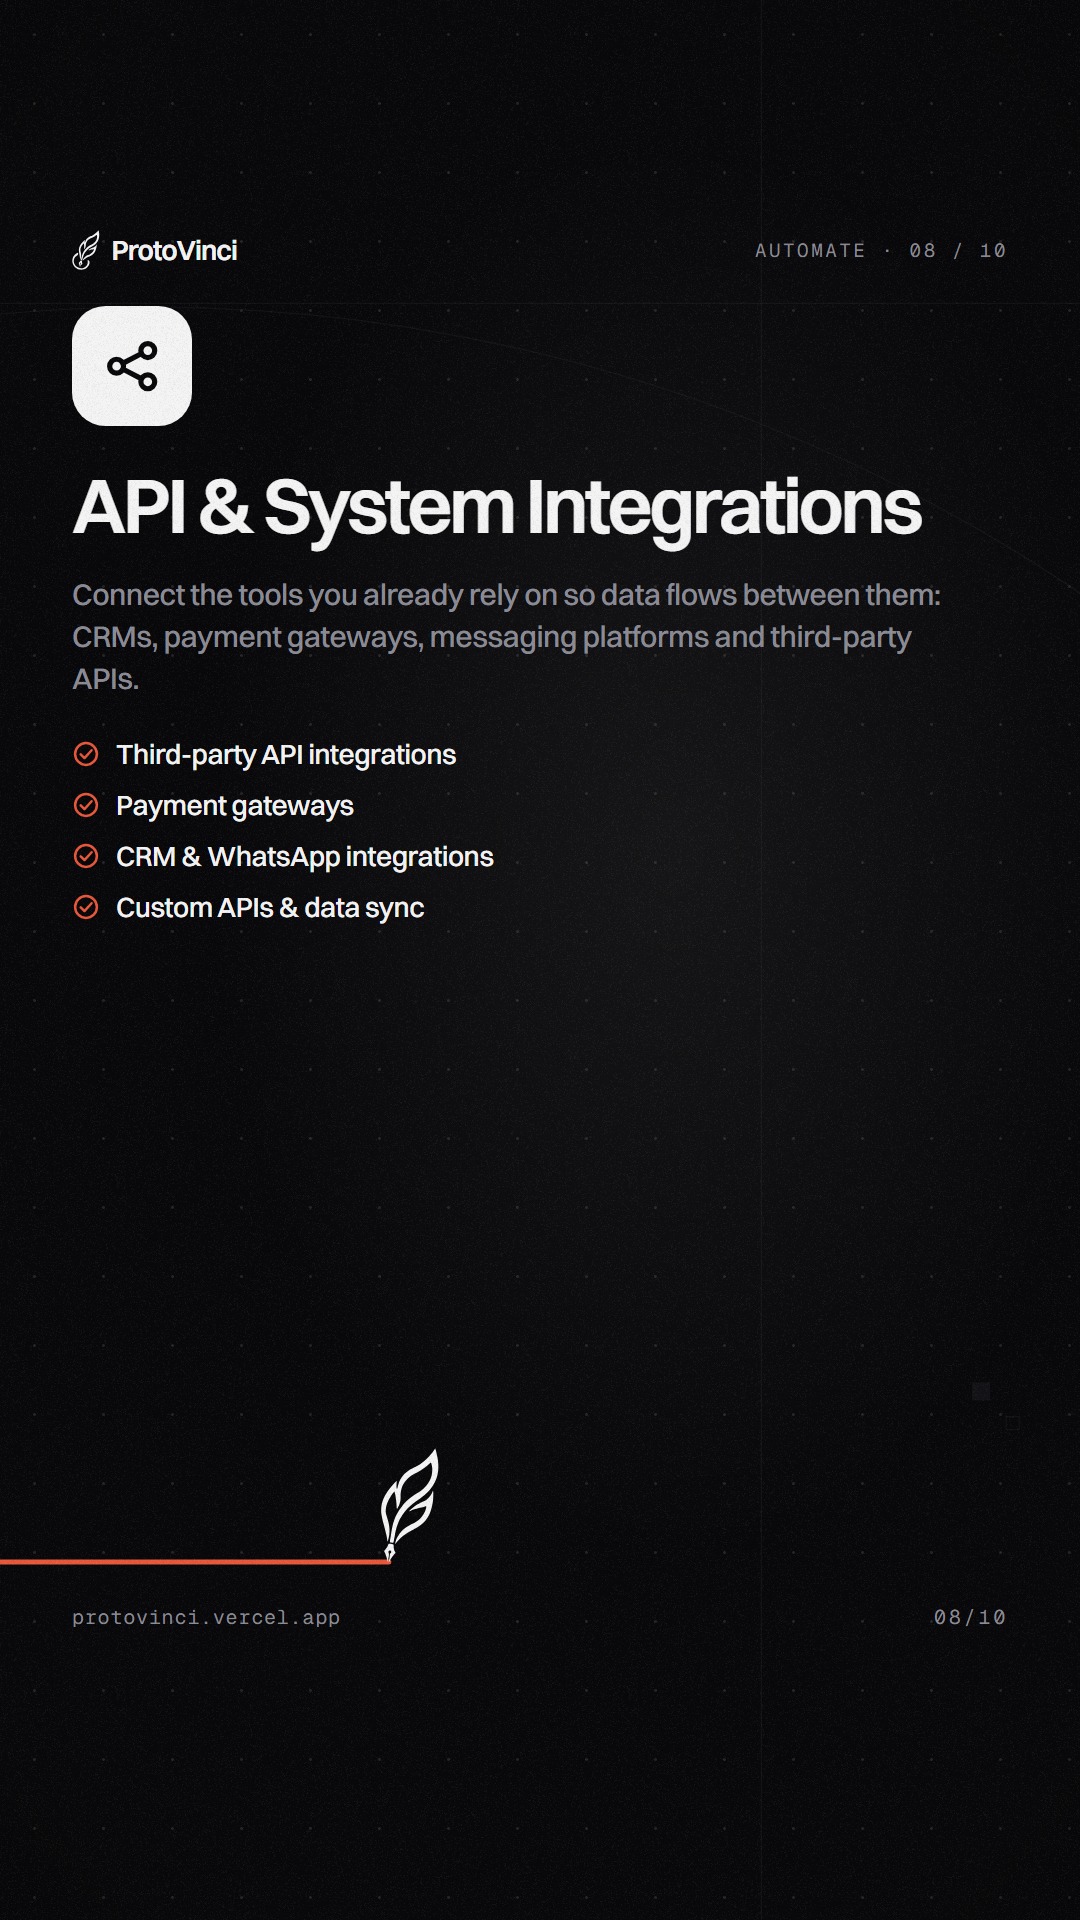 ProtoVinci
AUTOMATE · 08 / 10
API & System Integrations
Connect the tools you already rely on so data flows between them:
CRMs, payment gateways, messaging platforms and third-party
APIs.
Third-party API integrations
Payment gateways
CRM & WhatsApp integrations
Custom APIs & data sync
protovinci.vercel.app
08/10